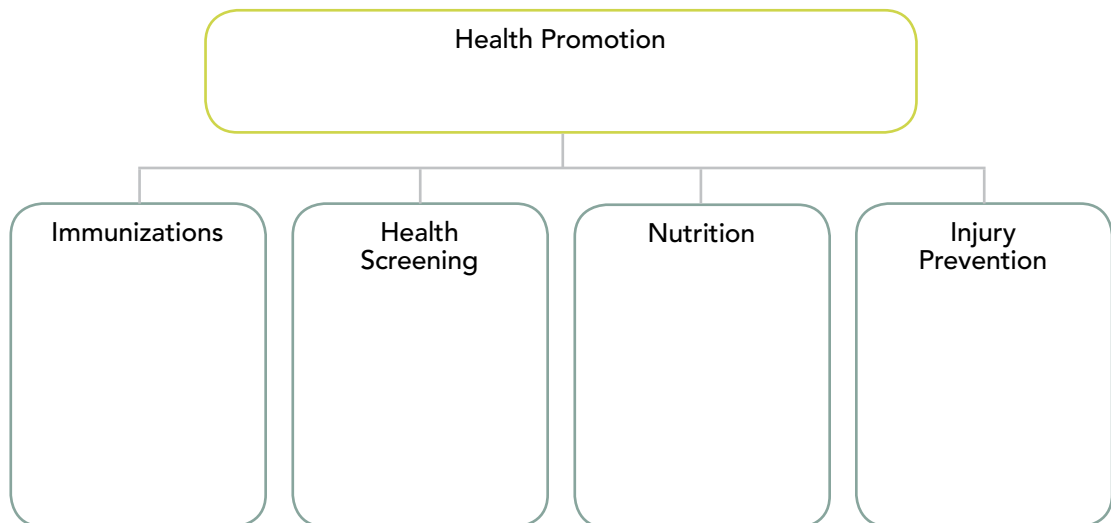 Health Promotion
Immunizations
Health
Screening
Nutrition
Injury
Prevention